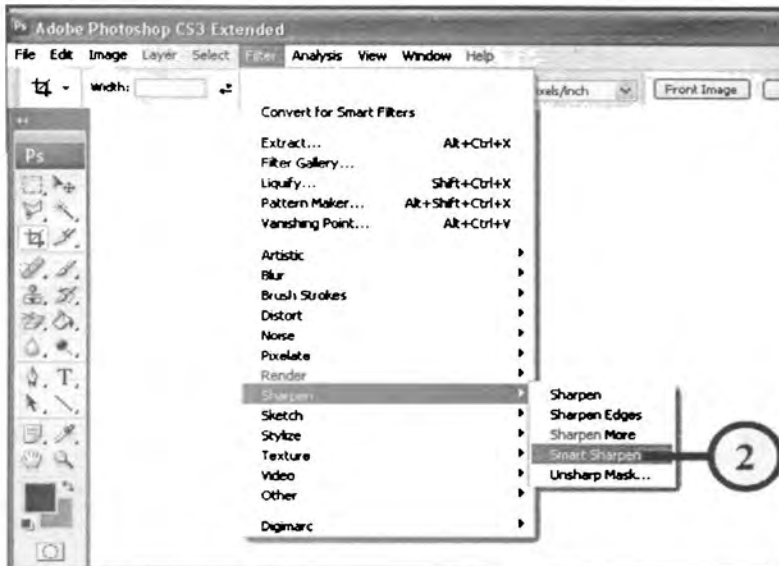 Ps Adobe Photoshop CS3 Extended
File Edit Image Layer Select Filter Analysis View Window Help
Width: pixels/inch Front Image
Ps
Convert for Smart Filters
Extract... Alt+Ctrl+X
Filter Gallery...
Liquify... Shift+Ctrl+X
Pattern Maker... Alt+Shift+Ctrl+X
Vanishing Point... Alt+Ctrl+V
Artistic
Blur
Brush Strokes
Distort
Noise
Pixelate
Render
Sharpen
Sketch
Stylize
Texture
Video
Other
Digimarc
Sharpen
Sharpen Edges
Sharpen More
Smart Sharpen
Unsharp Mask...
2